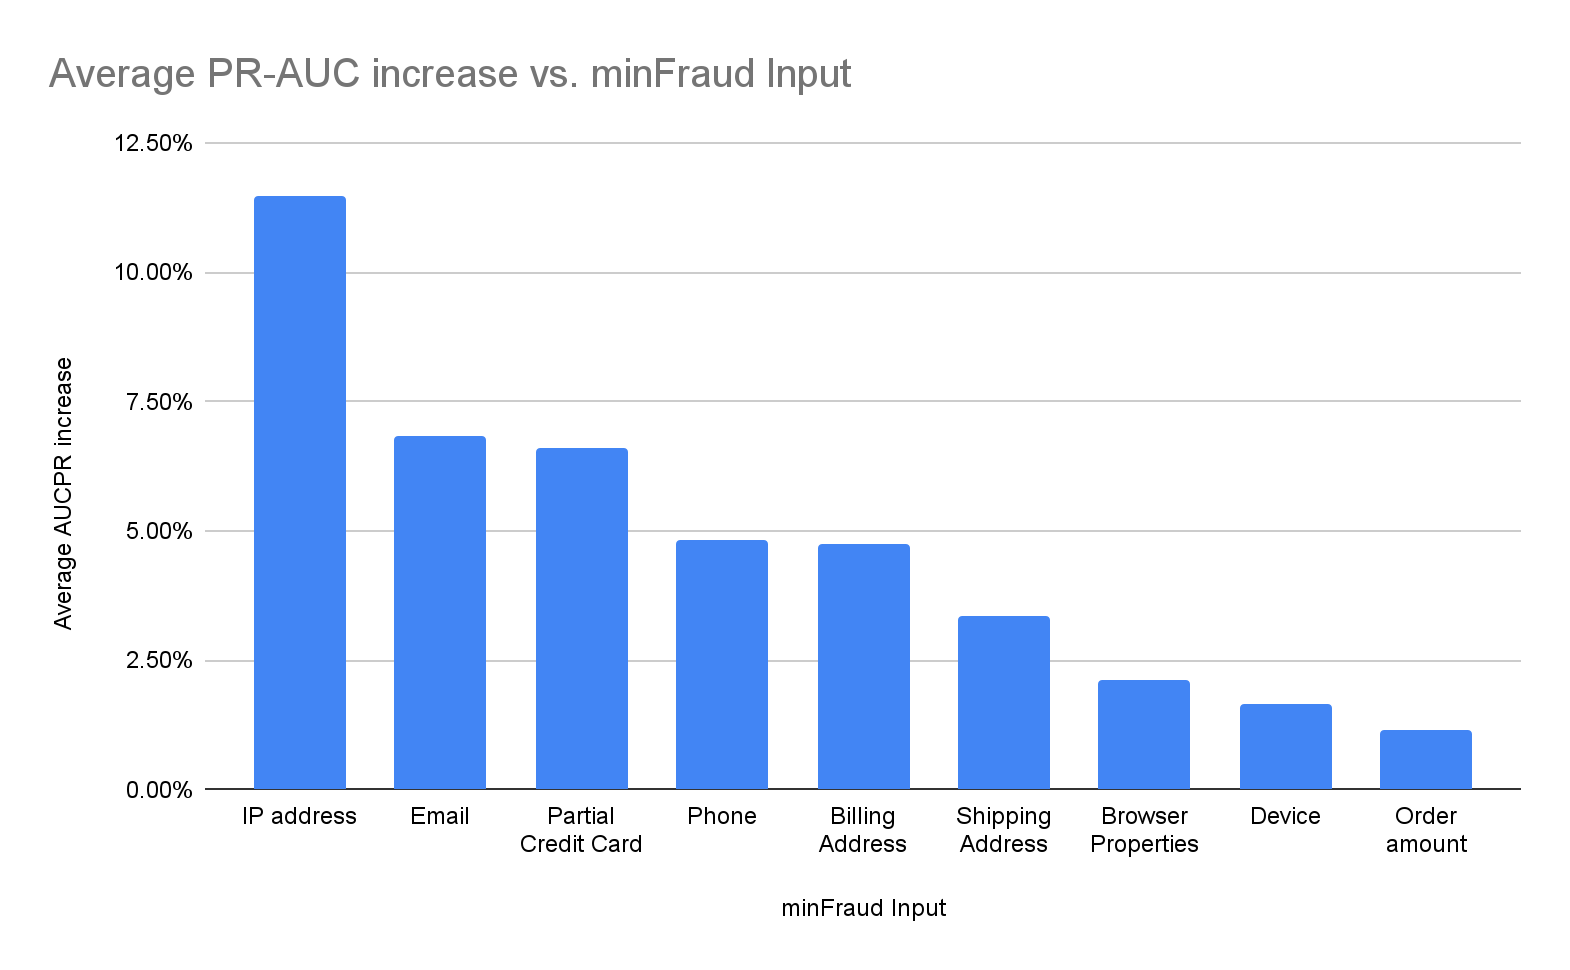 Average PR-AUC increase vs. minFraud Input
12.50%
10.00%
7.50%
5.00%
2.50%
0.00%
Average AUCPR increase
IP address
Email
Partial
Credit Card
Phone
Billing
Address
Shipping
Address
Browser
Properties
Device
Order
amount
minFraud Input